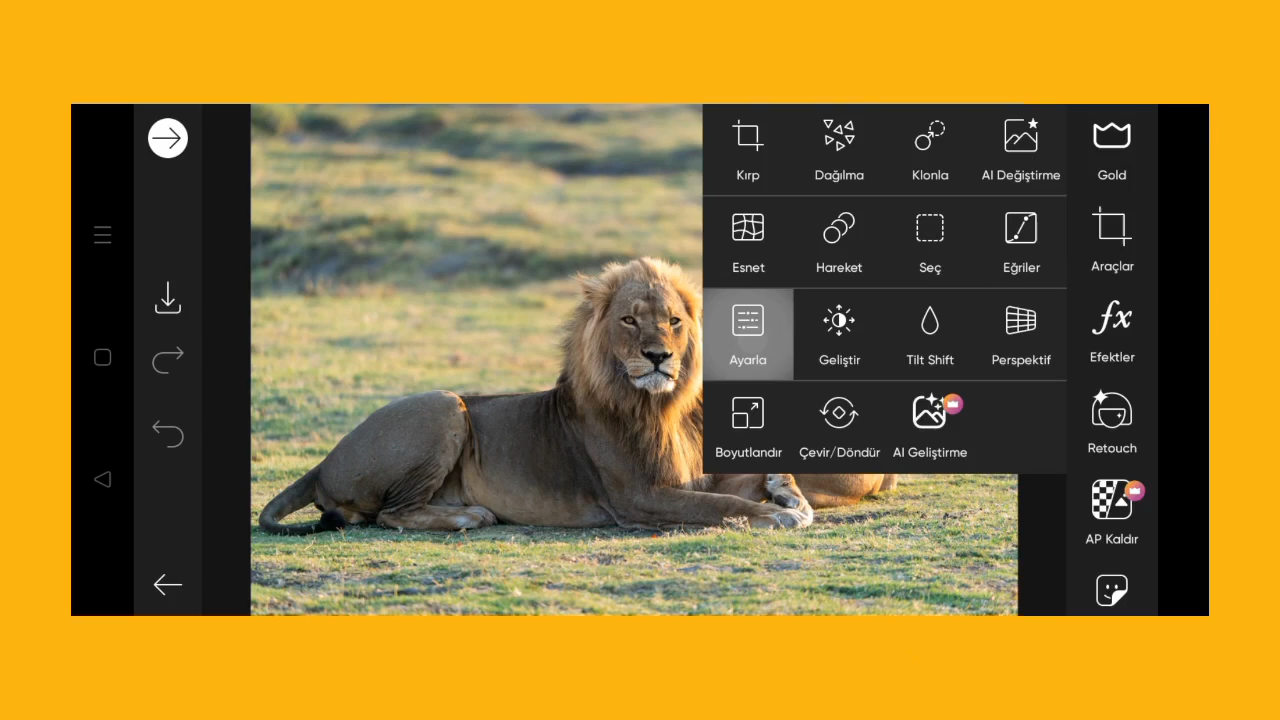 Kırp
Dağılma
Klonla
AI Değiştirme
Gold
Esnet
Hareket
Seç
Eğriler
Araçlar
Ayarla
Geliştir
Tilt Shift
Perspektif
fx
Efektler
Boyutlandır
Çevir/Döndür
AI Geliştirme
Retouch
AP Kaldır